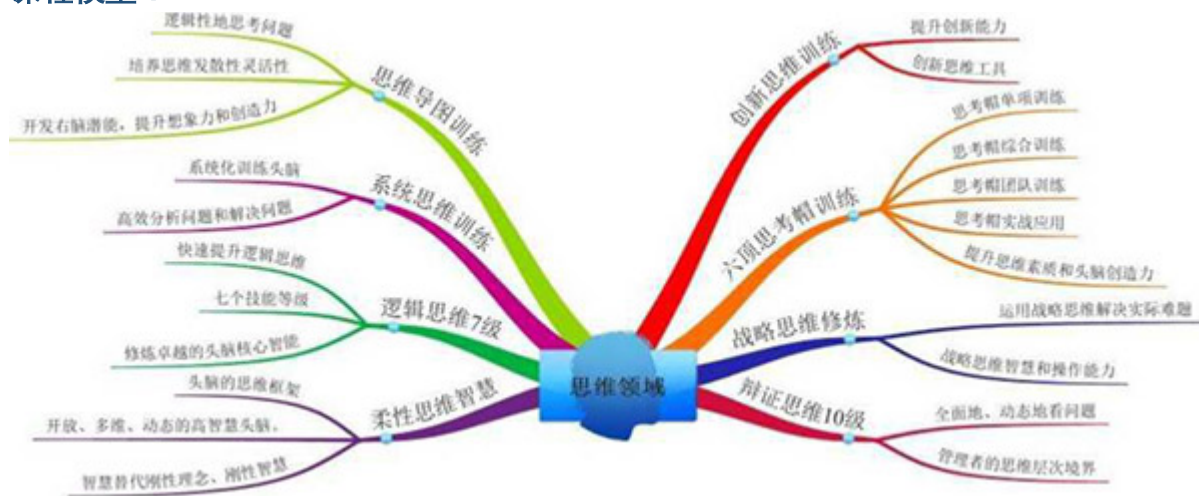 逻辑性地思考问题
培养思维发散性灵活性
开发右脑潜能，提升想象力和创造力
思维导图训练
系统化训练头脑
高效分析问题和解决问题
系统思维训练
快速提升逻辑思维
七个技能等级
修炼卓越的头脑核心智能
逻辑思维7级
头脑的思维框架
开放、多维、动态的高智慧头脑。
智慧替代刚性理念、刚性智慧
柔性思维智慧
思维领域
创新思维训练
提升创新能力
创新思维工具
六顶思考帽训练
思考帽单项训练
思考帽综合训练
思考帽团队训练
思考帽实战应用
提升思维素质和头脑创造力
战略思维修炼
运用战略思维解决实际难题
战略思维智慧和操作能力
辩证思维10级
全面地、动态地看问题
管理者的思维层次境界